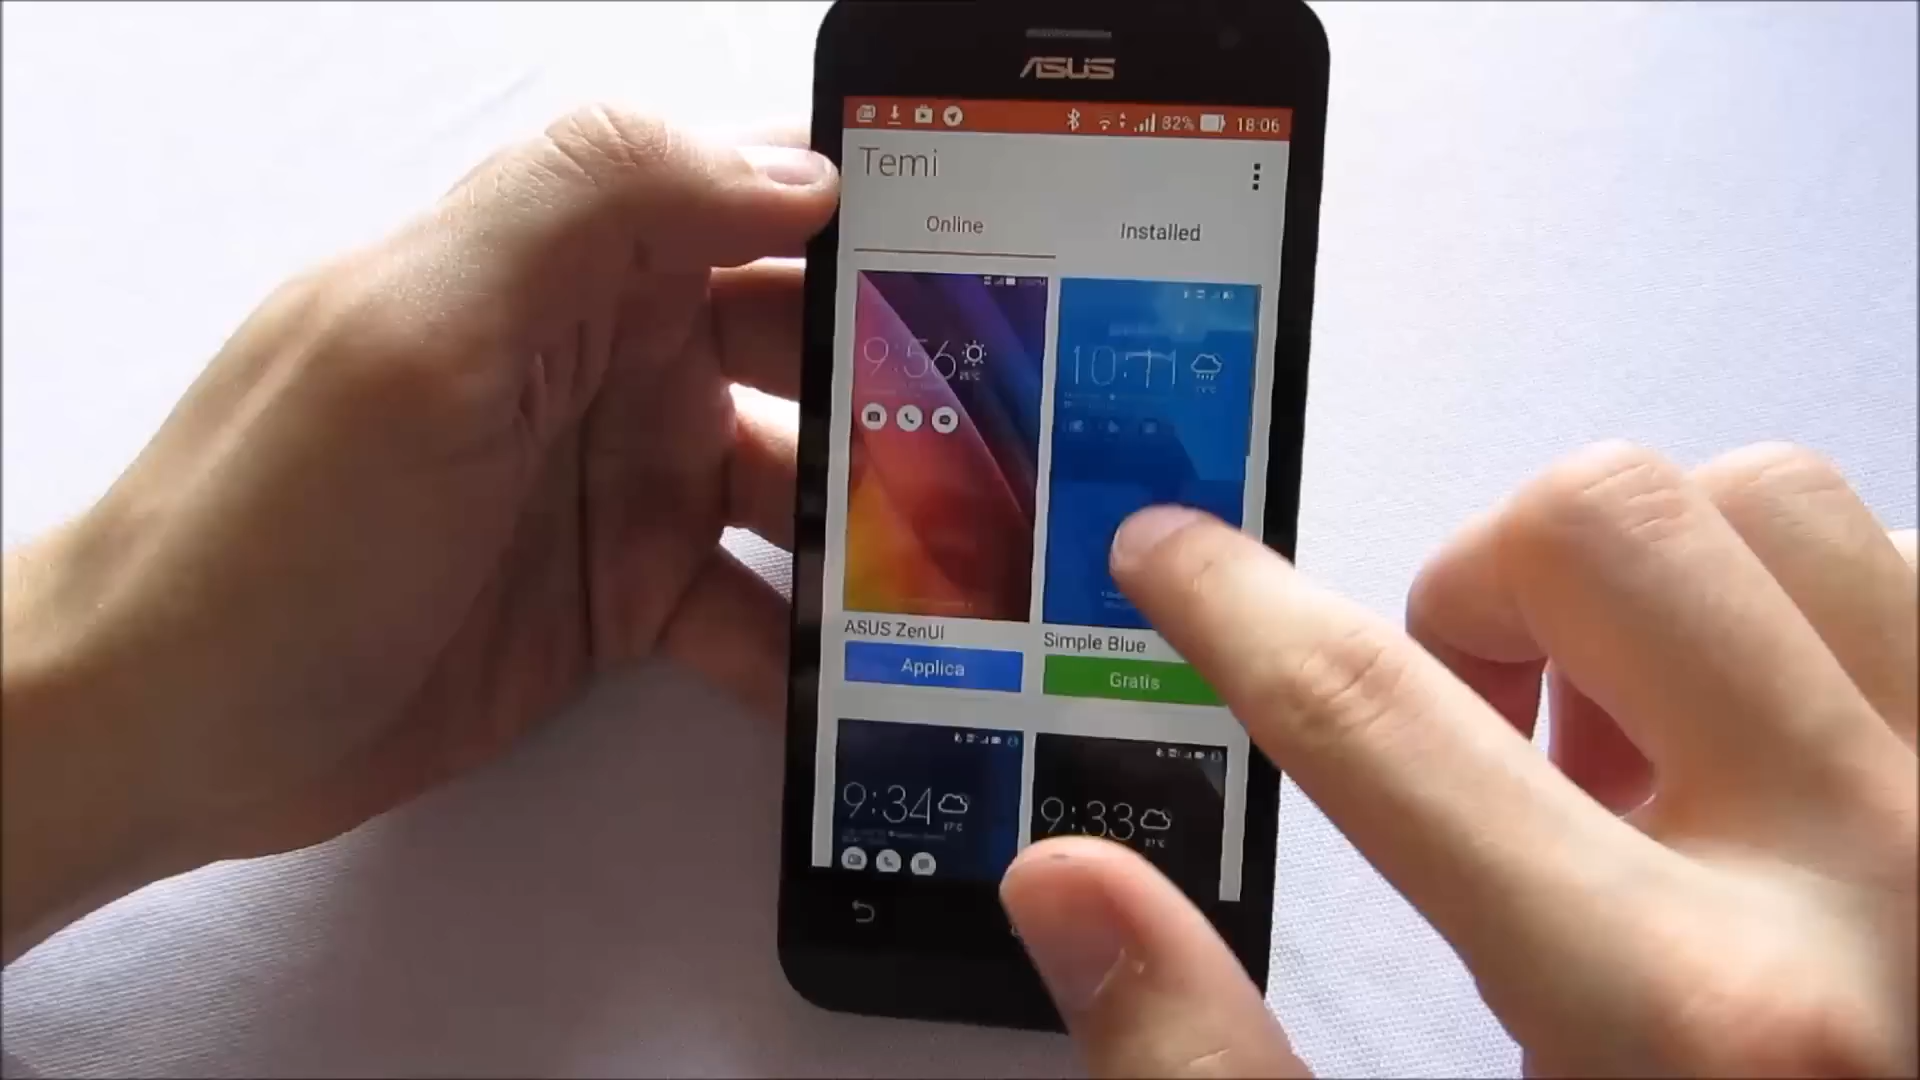 ASUS
82% 18:06
Temi
Online
Installed
9:56
10:11
ASUS ZenUI
Simple Blue
Applica
Gratis
9:34
9:33